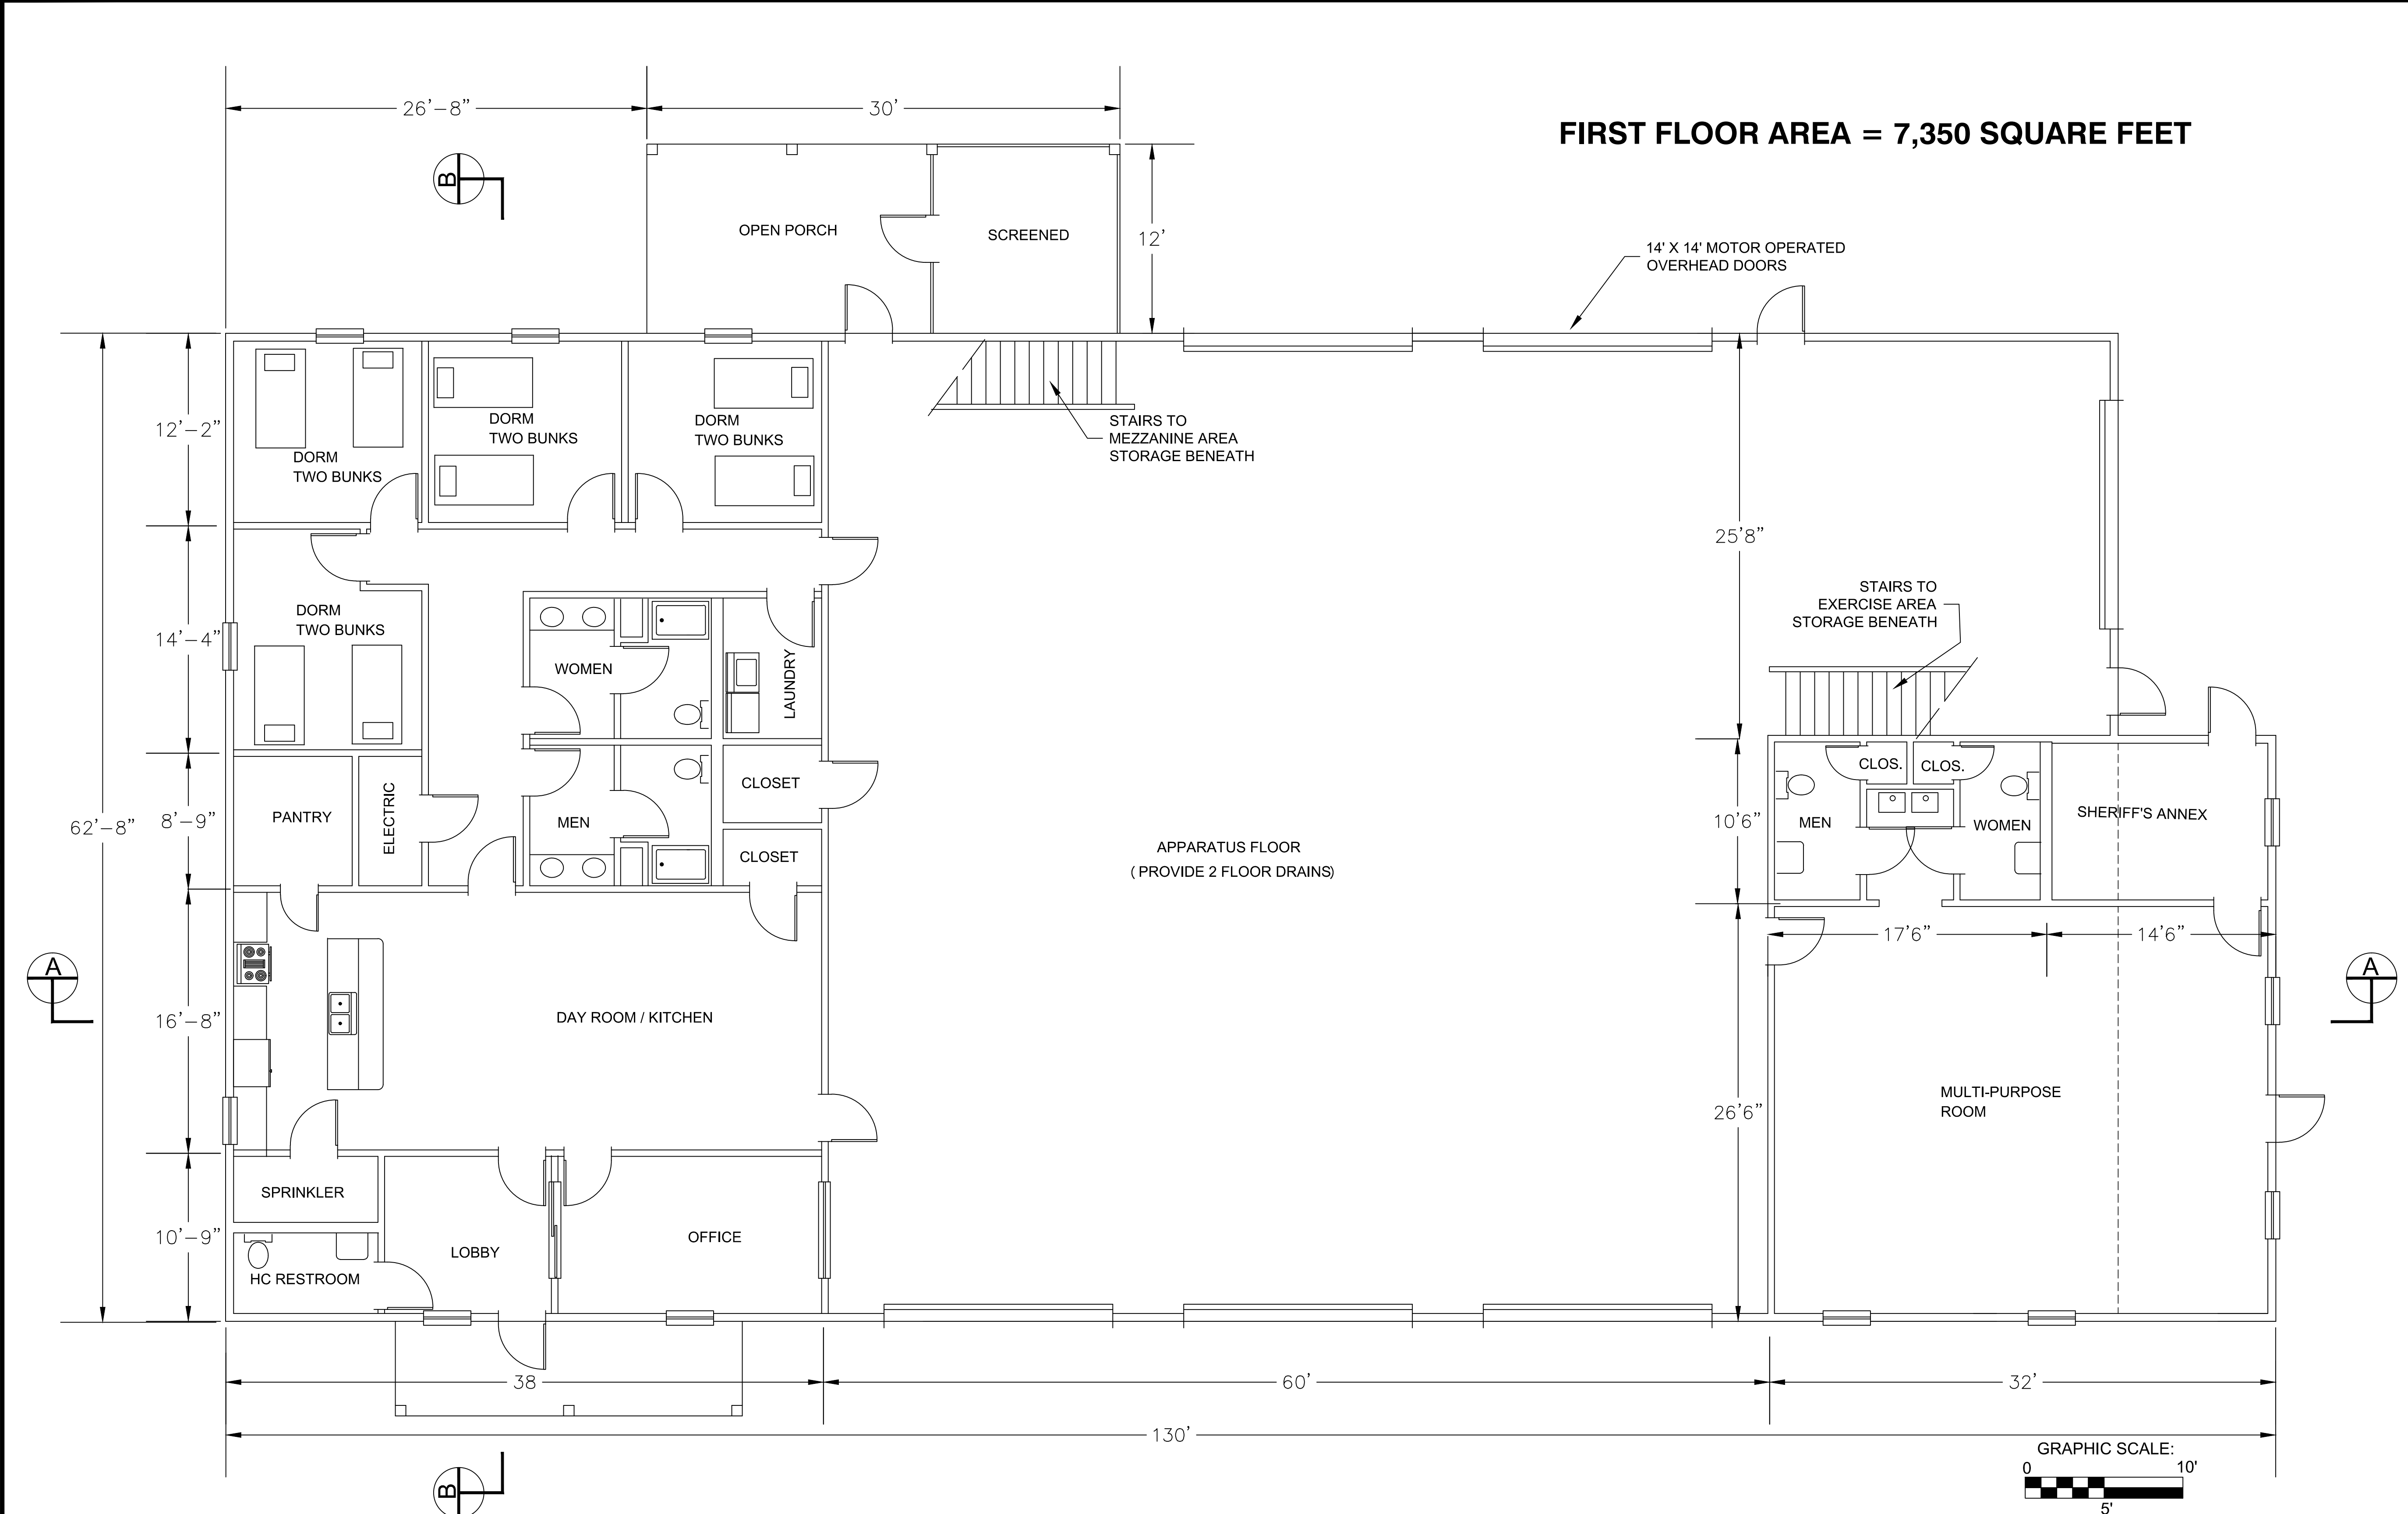 26'-8"
30'
FIRST FLOOR AREA = 7,350 SQUARE FEET
B
OPEN PORCH
SCREENED
12'
14' X 14' MOTOR OPERATED
OVERHEAD DOORS
DORM
TWO BUNKS
DORM
TWO BUNKS
DORM
TWO BUNKS
12'-2"
STAIRS TO
MEZZANINE AREA
STORAGE BENEATH
25'8"
STAIRS TO
EXERCISE AREA
STORAGE BENEATH
DORM
TWO BUNKS
14'-4"
WOMEN
LAUNDRY
62'-8"
8'-9"
PANTRY
ELECTRIC
MEN
CLOSET
CLOSET
APPARATUS FLOOR
( PROVIDE 2 FLOOR DRAINS)
10'6"
MEN
CLOS.
CLOS.
WOMEN
SHERIFF'S ANNEX
17'6"
14'6"
A
A
16'-8"
DAY ROOM / KITCHEN
26'6"
MULTI-PURPOSE
ROOM
SPRINKLER
10'-9"
LOBBY
OFFICE
HC RESTROOM
38
60'
32'
130'
B
GRAPHIC SCALE:
0
10'
5'